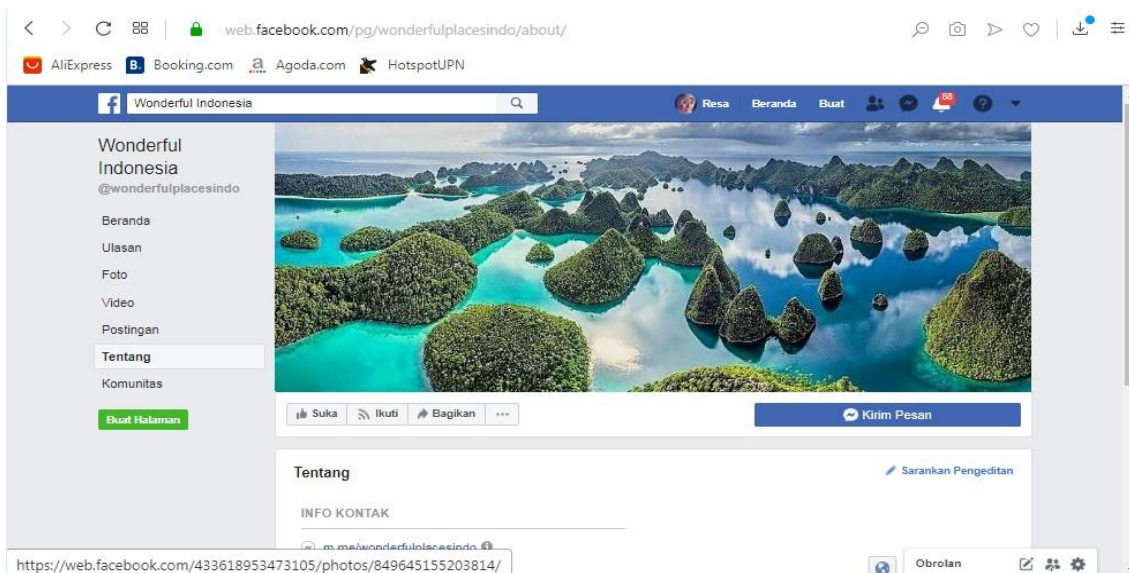 web.facebook.com/pg/wonderfulplacesindo/about/
AliExpress B. Booking.com a Agoda.com HotspotUPN
f Wonderful Indonesia Resa Beranda Buat 68
Wonderful
Indonesia
@wonderfulplacesindo
Beranda
Ulasan
Foto
Video
Postingan
Tentang
Komunitas
Buat Halaman
Suka Ikuti Bagikan ... Kirim Pesan
Tentang Sarankan Pengeditan
INFO KONTAK
m.me/wonderfulplacesindo
https://web.facebook.com/433618953473105/photos/849645155203814/ Obrolan